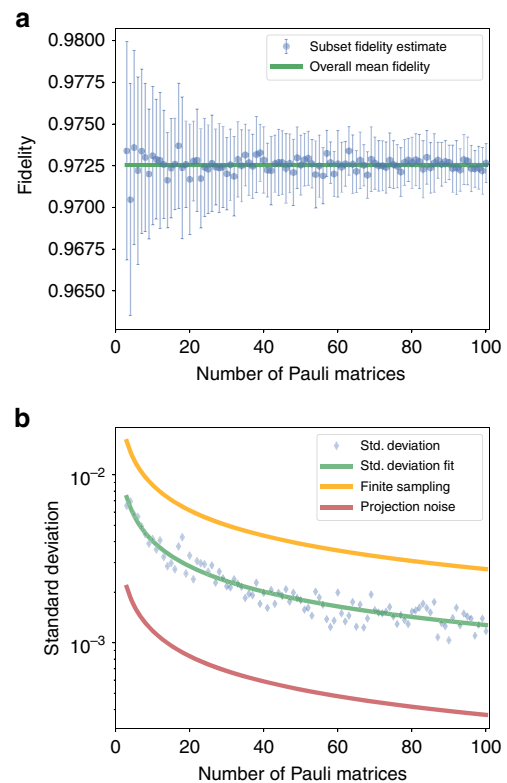 a
0.9800
0.9775
0.9750
0.9725
0.9700
0.9675
0.9650
Fidelity
Subset fidelity estimate
Overall mean fidelity
0
20
40
60
80
100
Number of Pauli matrices
b
10⁻²
10⁻³
Standard deviation
Std. deviation
Std. deviation fit
Finite sampling
Projection noise
0
20
40
60
80
100
Number of Pauli matrices